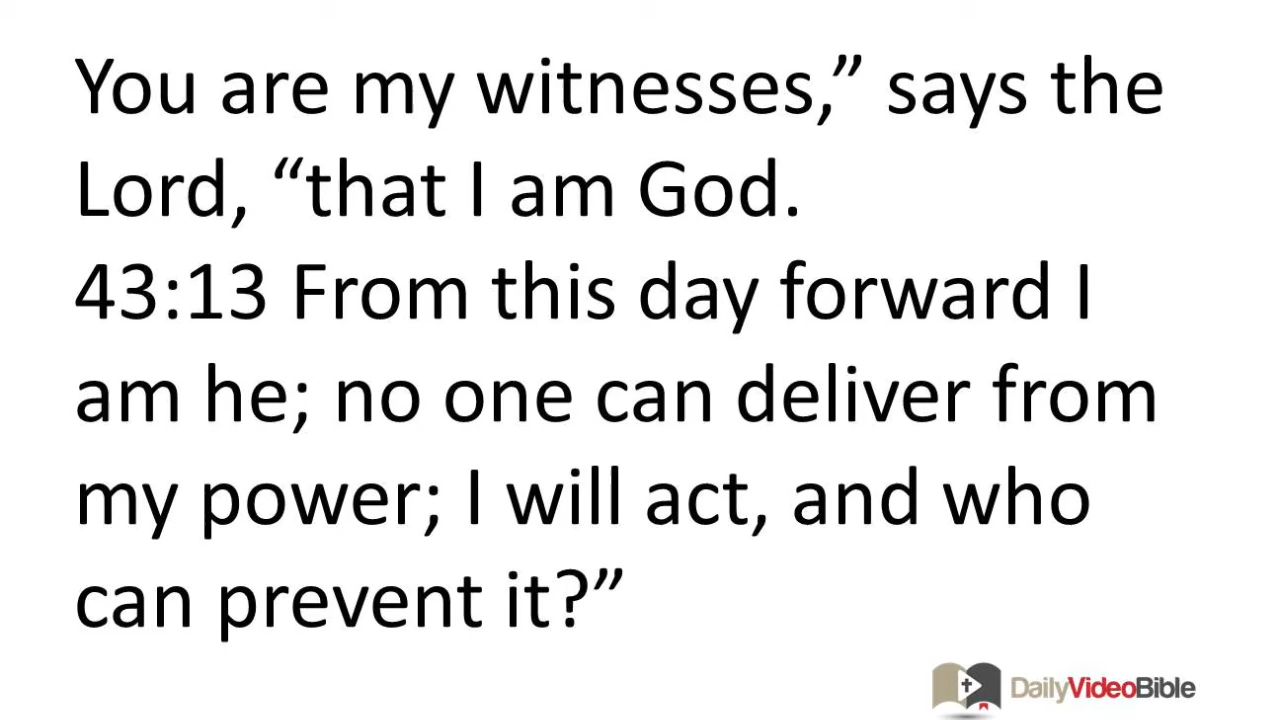 You are my witnesses,” says the
Lord, “that I am God.
43:13 From this day forward I
am he; no one can deliver from
my power; I will act, and who
can prevent it?”
DailyVideoBible